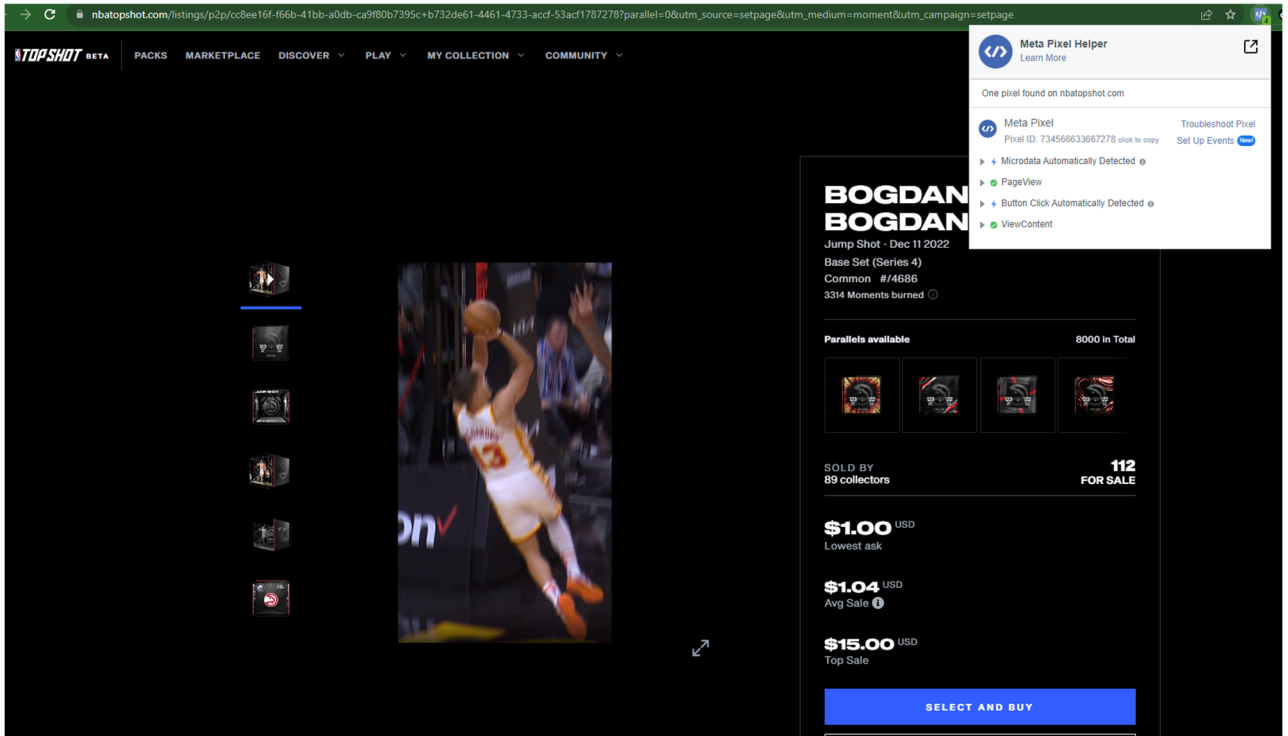 nbatopshot.com/listings/p2p/cc8ee16f-f66b-41bb-a0db-ca9f80b7395c+b732de61-4461-4733-accf-53acf1787278?parallel=0&utm_source=setpage&utm_medium=moment&utm_campaign=setpage
4
TOP SHOT BETA
PACKS
MARKETPLACE
DISCOVER
PLAY
MY COLLECTION
COMMUNITY
Meta Pixel Helper
Learn More
One pixel found on nbatopshot.com
Meta Pixel
Troubleshoot Pixel
Pixel ID: 734566633667278 click to copy
Set Up Events New!
Microdata Automatically Detected
PageView
Button Click Automatically Detected
ViewContent
BOGDAN
BOGDAN
Jump Shot · Dec 11 2022
Base Set (Series 4)
Common #/4686
3314 Moments burned
Parallels available
8000 in Total
SOLD BY
89 collectors
112
FOR SALE
$1.00 USD
Lowest ask
$1.04 USD
Avg Sale
$15.00 USD
Top Sale
SELECT AND BUY
JUMP SHOT
13
on